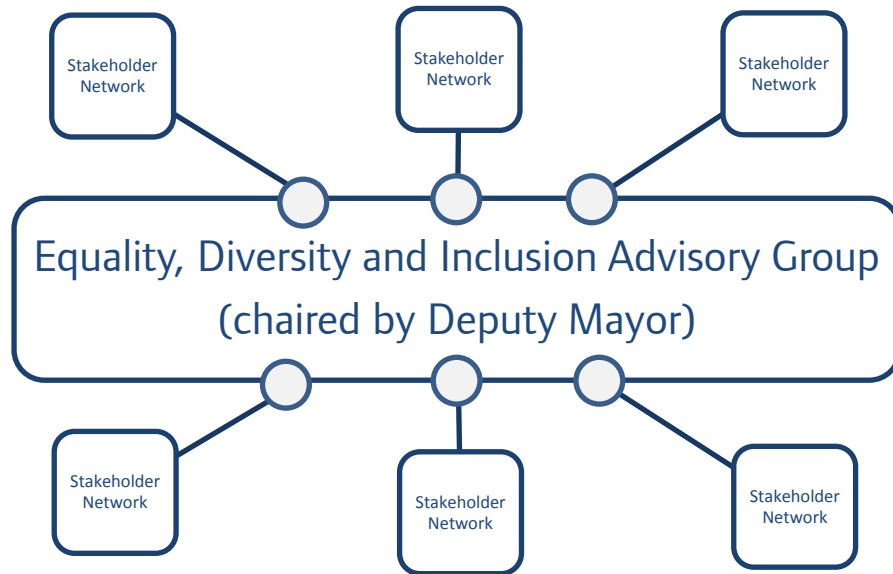 Stakeholder
Network
Stakeholder
Network
Stakeholder
Network
Equality, Diversity and Inclusion Advisory Group
(chaired by Deputy Mayor)
Stakeholder
Network
Stakeholder
Network
Stakeholder
Network